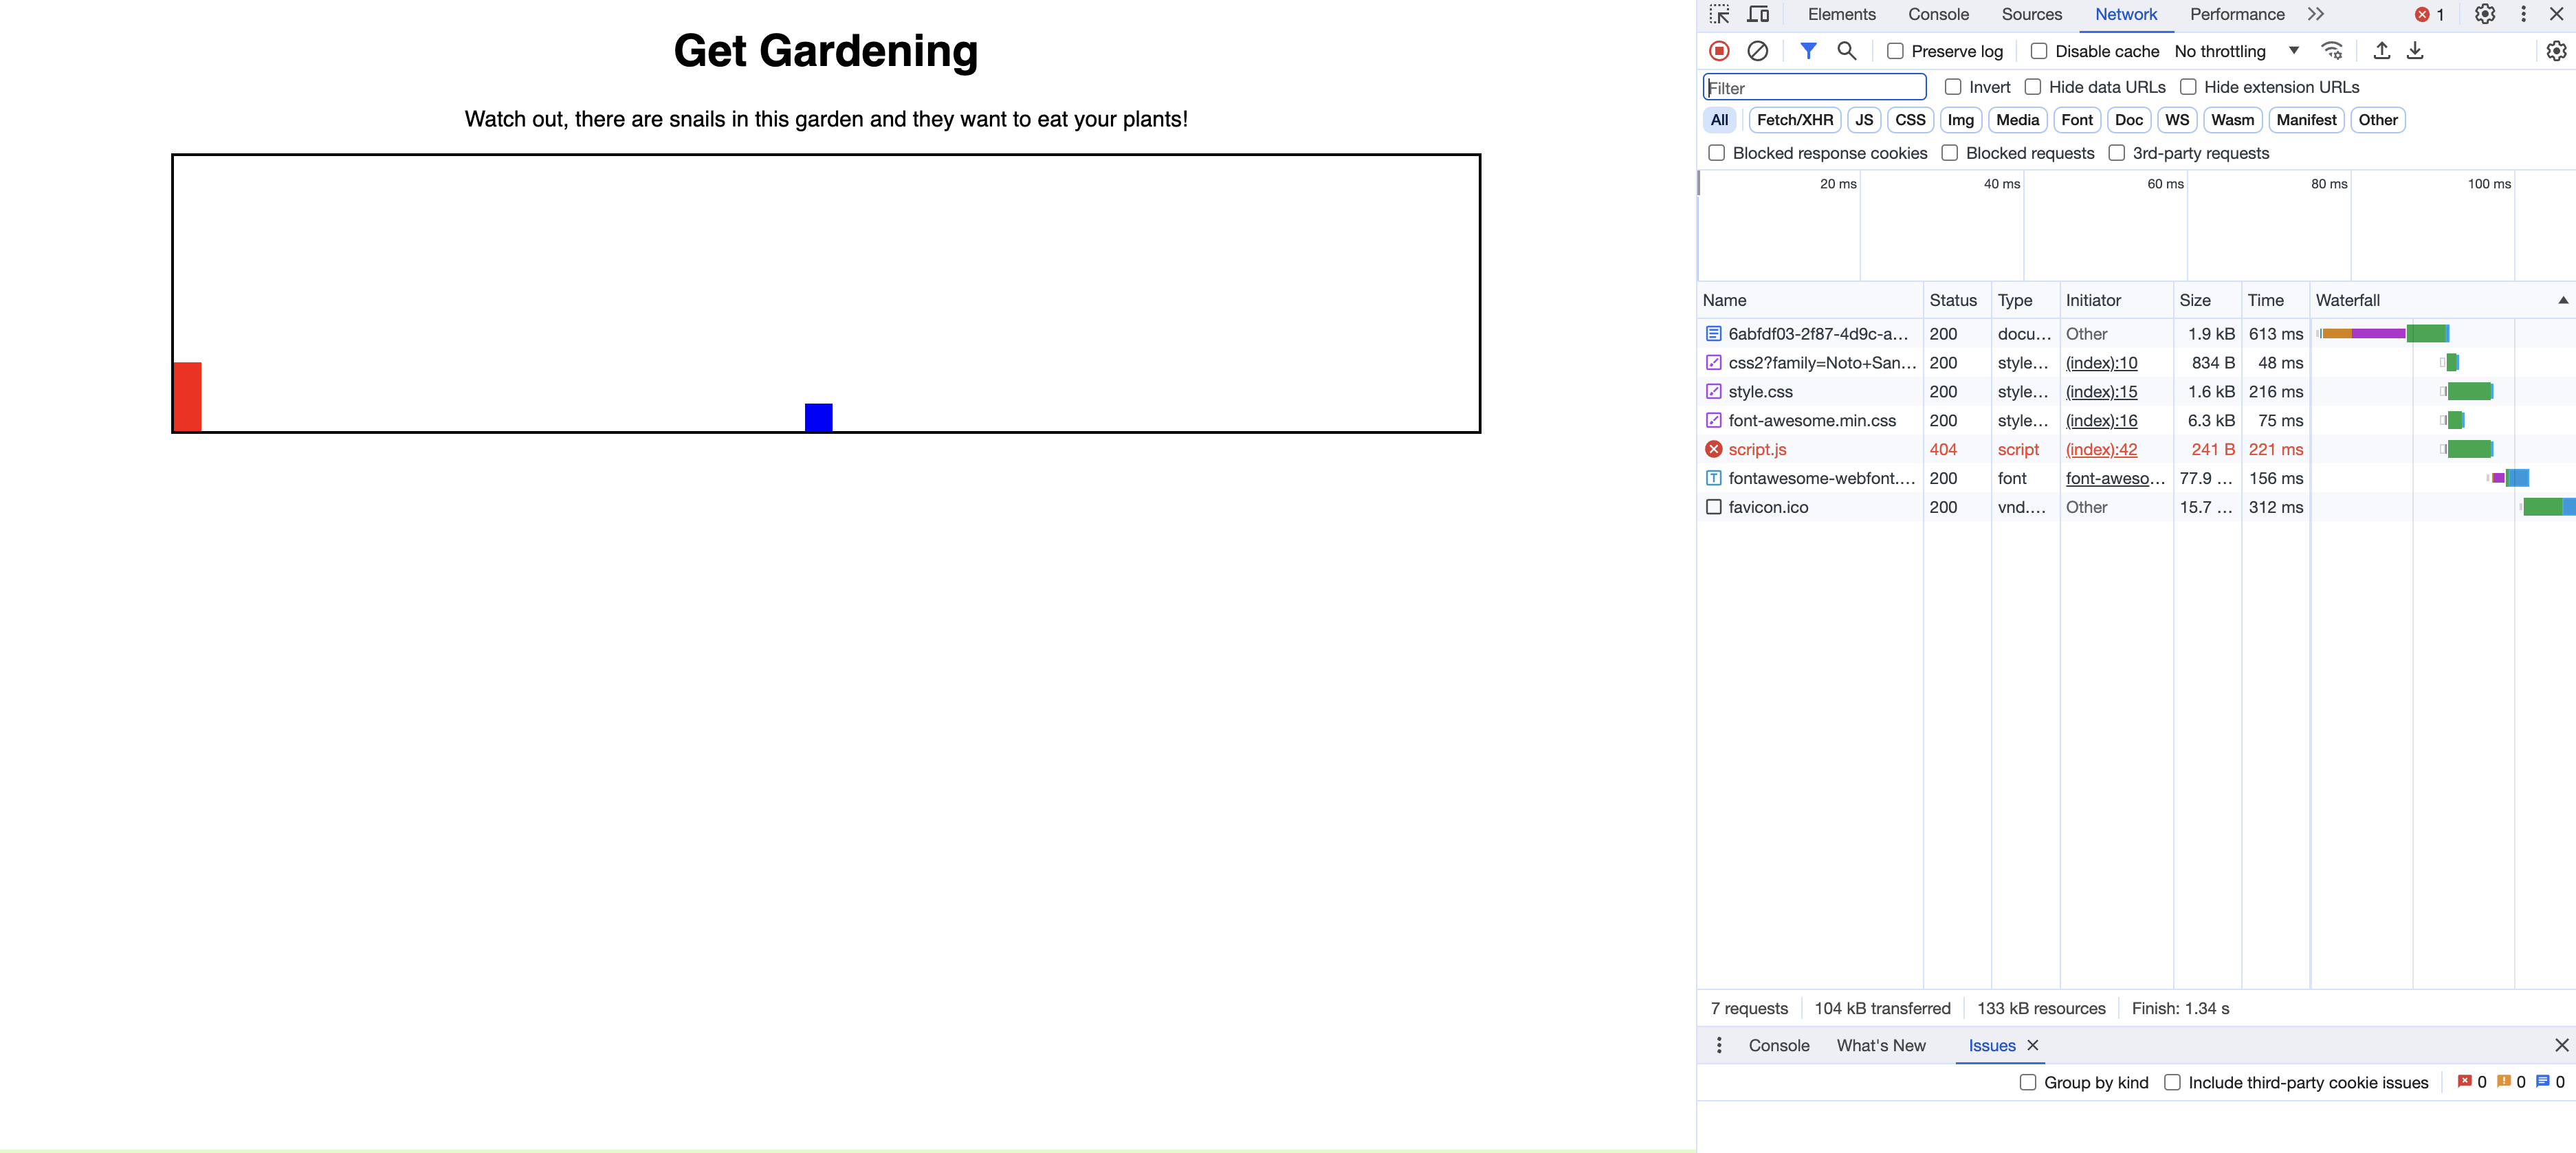 Get Gardening
Watch out, there are snails in this garden and they want to eat your plants!
Elements Console Sources Network Performance 1
Preserve log Disable cache No throttling
Filter Invert Hide data URLs Hide extension URLs
All Fetch/XHR JS CSS Img Media Font Doc WS Wasm Manifest Other
Blocked response cookies Blocked requests 3rd-party requests
20 ms 40 ms 60 ms 80 ms 100 ms
Name Status Type Initiator Size Time Waterfall
6abfdf03-2f87-4d9c-a... 200 docu... Other 1.9 kB 613 ms
css2?family=Noto+San... 200 style... (index):10 834 B 48 ms
style.css 200 style... (index):15 1.6 kB 216 ms
font-awesome.min.css 200 style... (index):16 6.3 kB 75 ms
script.js 404 script (index):42 241 B 221 ms
fontawesome-webfont.... 200 font font-aweso... 77.9 ... 156 ms
favicon.ico 200 vnd.... Other 15.7 ... 312 ms
7 requests 104 kB transferred 133 kB resources Finish: 1.34 s
Console What's New Issues
Group by kind Include third-party cookie issues 0 0 0